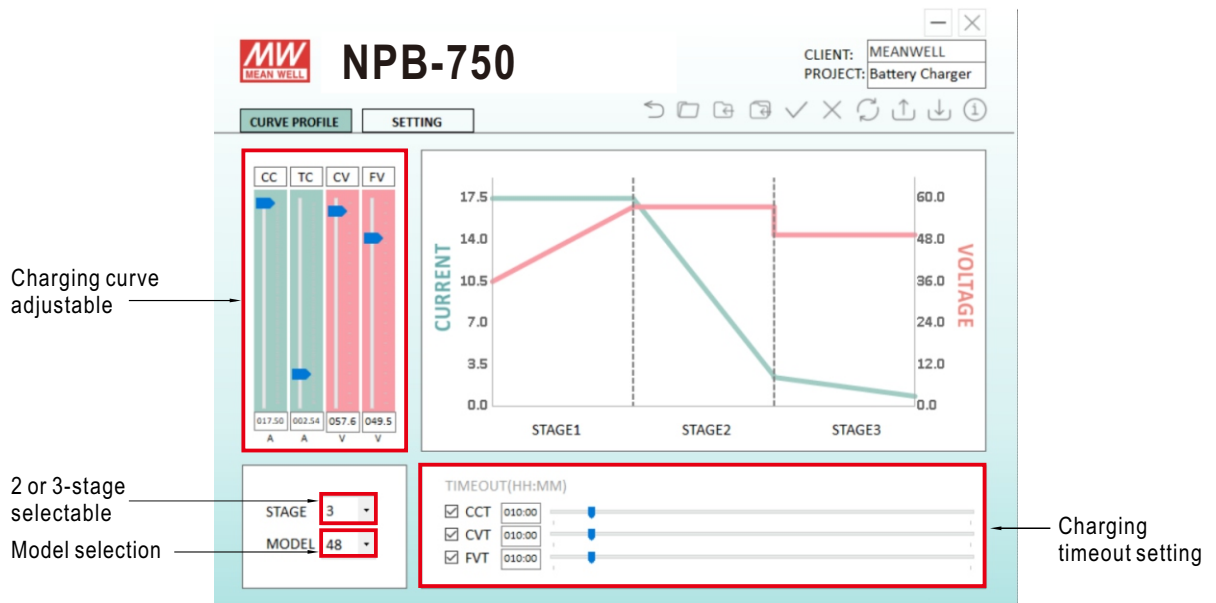 MW
MEAN WELL
NPB-750
CLIENT: MEANWELL
PROJECT: Battery Charger
CURVE PROFILE SETTING
CC TC CV FV
017.50 002.54 057.6 049.5
A A V V
Charging curve
adjustable
CURRENT
17.5
14.0
10.5
7.0
3.5
0.0
60.0
48.0
36.0
24.0
12.0
0.0
VOLTAGE
STAGE1 STAGE2 STAGE3
2 or 3-stage
selectable
Model selection
STAGE 3
MODEL 48
TIMEOUT(HH:MM)
CCT 010:00
CVT 010:00
FVT 010:00
Charging
timeout setting